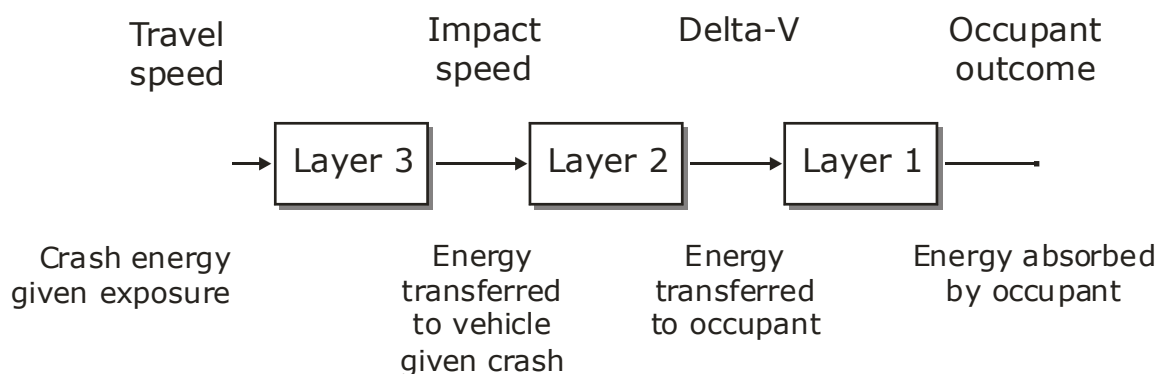 Travel
speed
Impact
speed
Delta-V
Occupant
outcome
Layer 3
Layer 2
Layer 1
Crash energy
given exposure
Energy
transferred
to vehicle
given crash
Energy
transferred
to occupant
Energy absorbed
by occupant